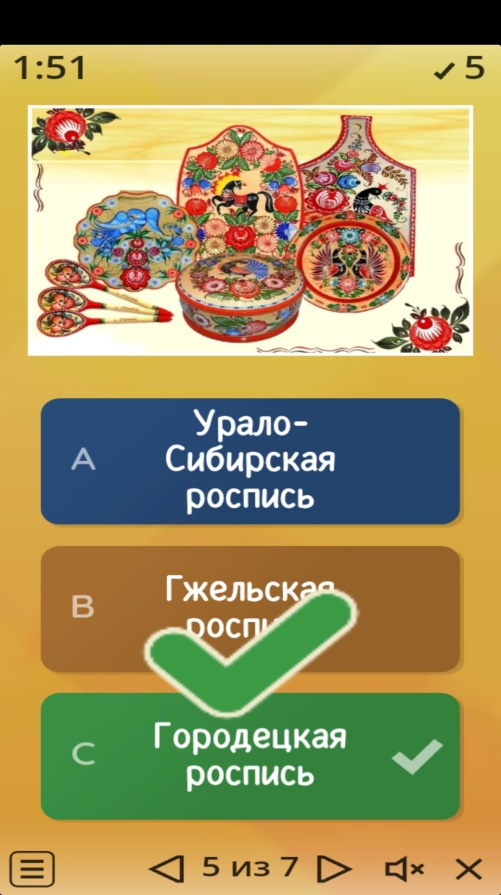 1:51
5
A
Урало-
Сибирская
роспись
B
Гжельская
C
Городецкая
роспись
5 из 7